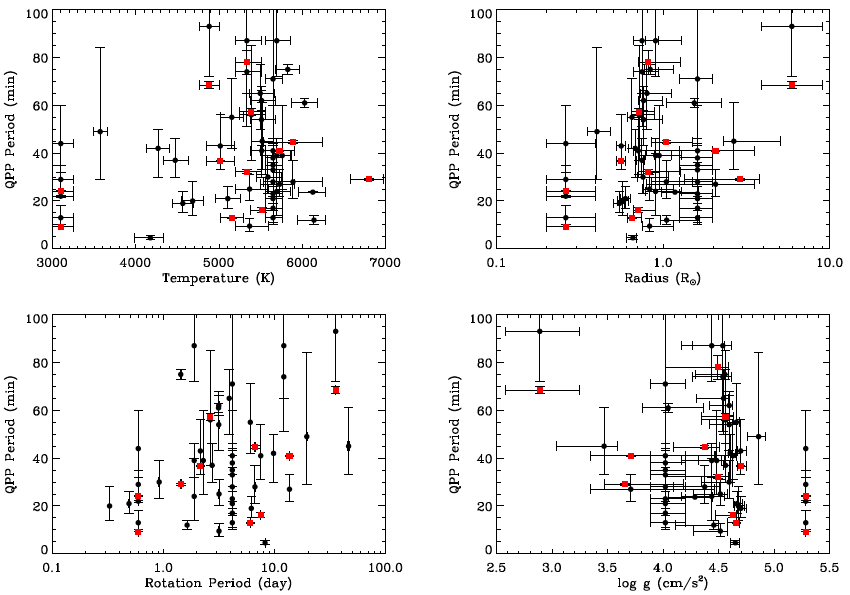 100
80
60
40
20
0
QPP Period (min)
3000 4000 5000 6000 7000
Temperature (K)
100
80
60
40
20
0
QPP Period (min)
0.1 1.0 10.0
Radius (R⊙)
100
80
60
40
20
0
QPP Period (min)
0.1 1.0 10.0 100.0
Rotation Period (day)
100
80
60
40
20
0
QPP Period (min)
2.5 3.0 3.5 4.0 4.5 5.0 5.5
log g (cm/s²)